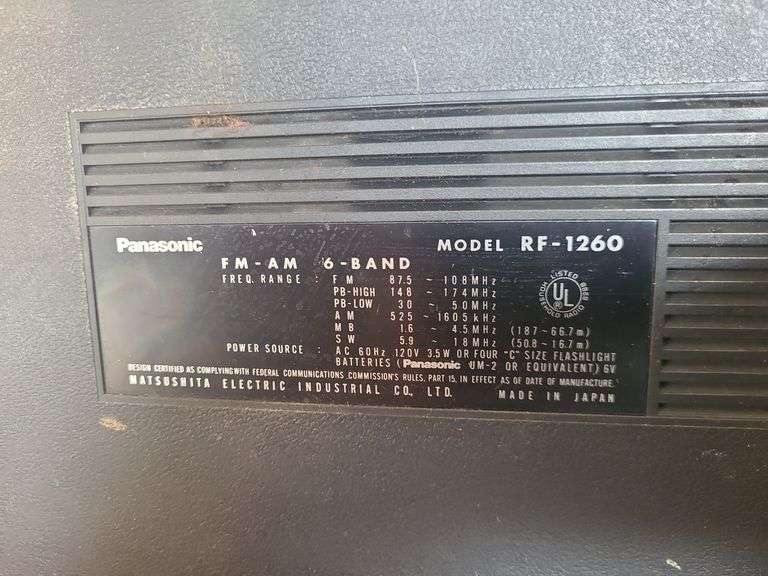 Panasonic MODEL RF-1260
FM-AM 6-BAND
FREQ. RANGE : FM 87.5 ~ 108MHz
PB-HIGH 148 ~ 174MHz
PB-LOW 30 ~ 50MHz
AM 525 ~ 1605kHz
MB 1.6 ~ 4.5MHz (187~66.7m)
SW 5.9 ~ 18MHz (50.8~16.7m)
POWER SOURCE : AC 60Hz 120V 3.5W OR FOUR "C" SIZE FLASHLIGHT
BATTERIES (Panasonic UM-2 OR EQUIVALENT) 6V
DESIGN CERTIFIED AS COMPLYING WITH FEDERAL COMMUNICATIONS COMMISSION'S RULES, PART 15, IN EFFECT AS OF DATE OF MANUFACTURE.
MATSUSHITA ELECTRIC INDUSTRIAL CO., LTD. MADE IN JAPAN
LISTED
UL
HOUSEHOLD RADIO